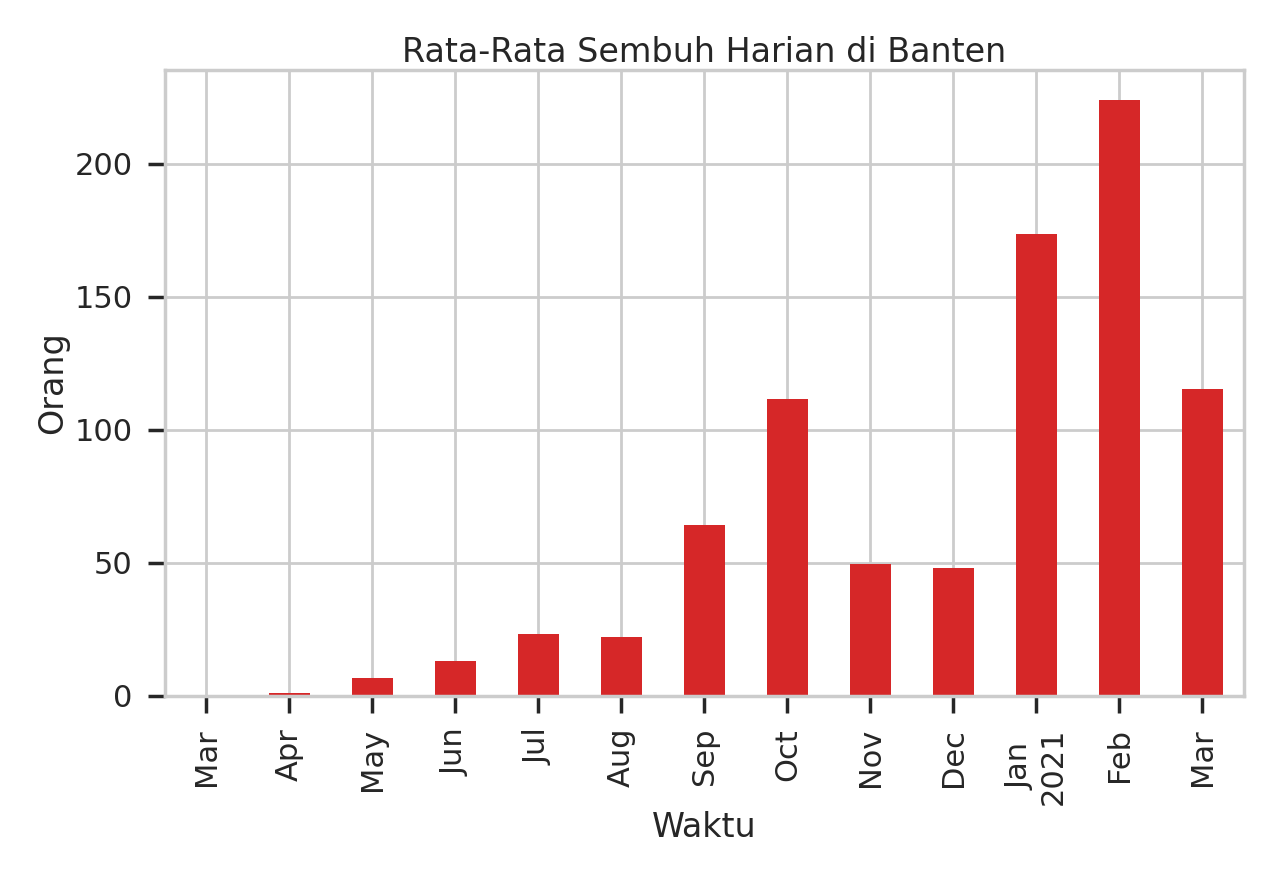 Rata-Rata Sembuh Harian di Banten
200
150
100
50
0
Orang
Mar
Apr
May
Jun
Jul
Aug
Sep
Oct
Nov
Dec
Jan
2021
Feb
Mar
Waktu